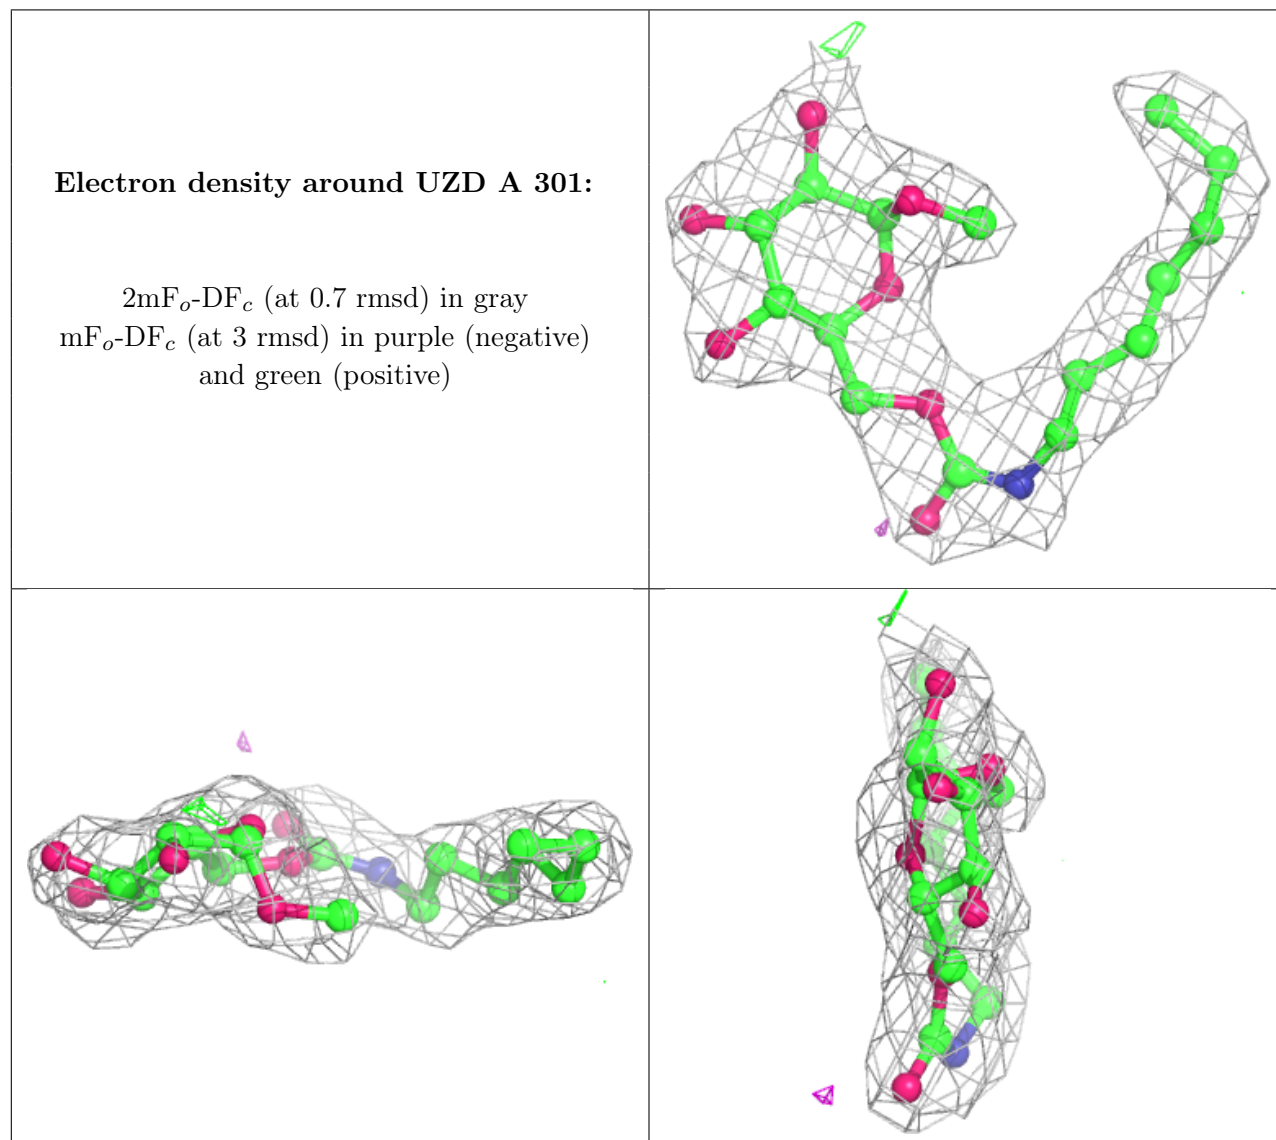 Electron density around UZD A 301:
2mFo-DFc (at 0.7 rmsd) in gray
mFo-DFc (at 3 rmsd) in purple (negative)
and green (positive)